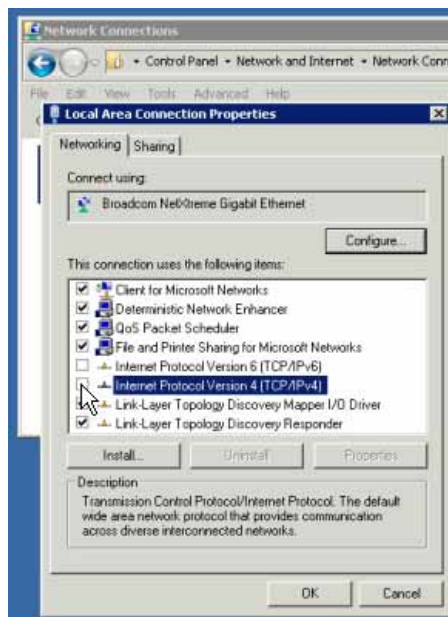 Network Connections
Control Panel Network and Internet Network Conn
File Edit View Tools Advanced Help
Local Area Connection Properties
Networking Sharing
Connect using:
Broadcom NetXtreme Gigabit Ethernet
Configure...
This connection uses the following items:
Client for Microsoft Networks
Deterministic Network Enhancer
QoS Packet Scheduler
File and Printer Sharing for Microsoft Networks
Internet Protocol Version 6 (TCP/IPv6)
Internet Protocol Version 4 (TCP/IPv4)
Link-Layer Topology Discovery Mapper I/O Driver
Link-Layer Topology Discovery Responder
Install... Uninstall Properties
Description
Transmission Control Protocol/Internet Protocol. The default
wide area network protocol that provides communication
across diverse interconnected networks.
OK Cancel